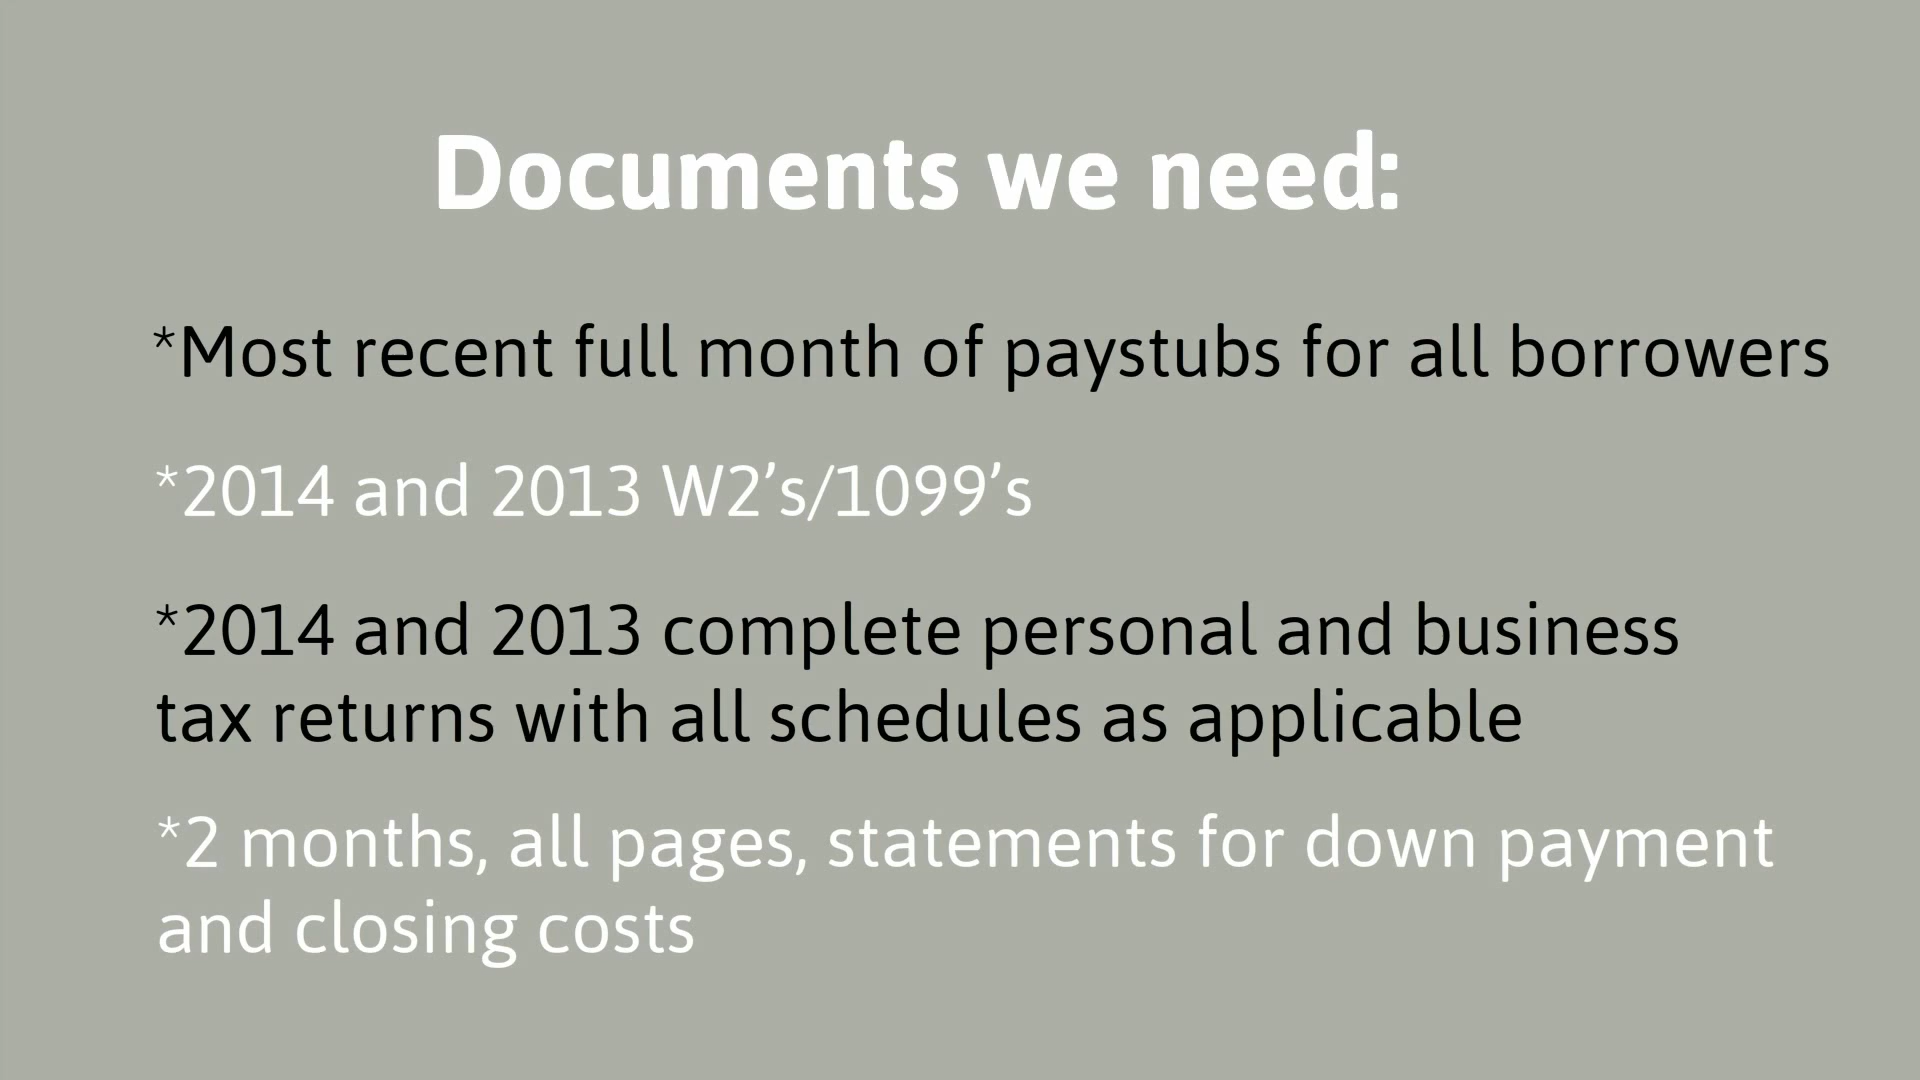 Documents we need:
*Most recent full month of paystubs for all borrowers
*2014 and 2013 W2’s/1099’s
*2014 and 2013 complete personal and business
tax returns with all schedules as applicable
*2 months, all pages, statements for down payment
and closing costs